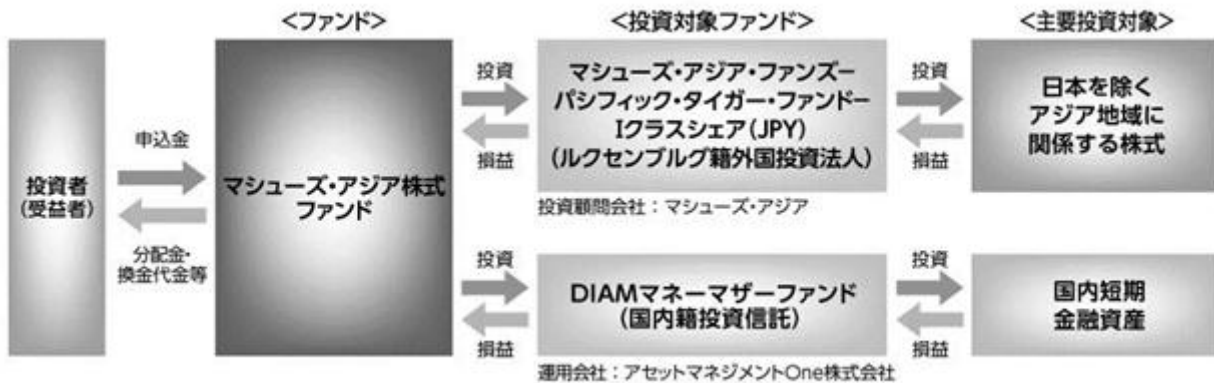 <ファンド>
<投資対象ファンド>
<主要投資対象>
投資者
(受益者)
申込金
分配金・
換金代金等
マシューズ・アジア株式
ファンド
投資
損益
マシューズ・アジア・ファンズー
パシフィック・タイガー・ファンドー
Iクラスシェア(JPY)
(ルクセンブルグ籍外国投資法人)
投資顧問会社：マシューズ・アジア
投資
損益
日本を除く
アジア地域に
関係する株式
投資
損益
DIAMマネーマザーファンド
(国内籍投資信託)
運用会社：アセットマネジメントOne株式会社
投資
損益
国内短期
金融資産